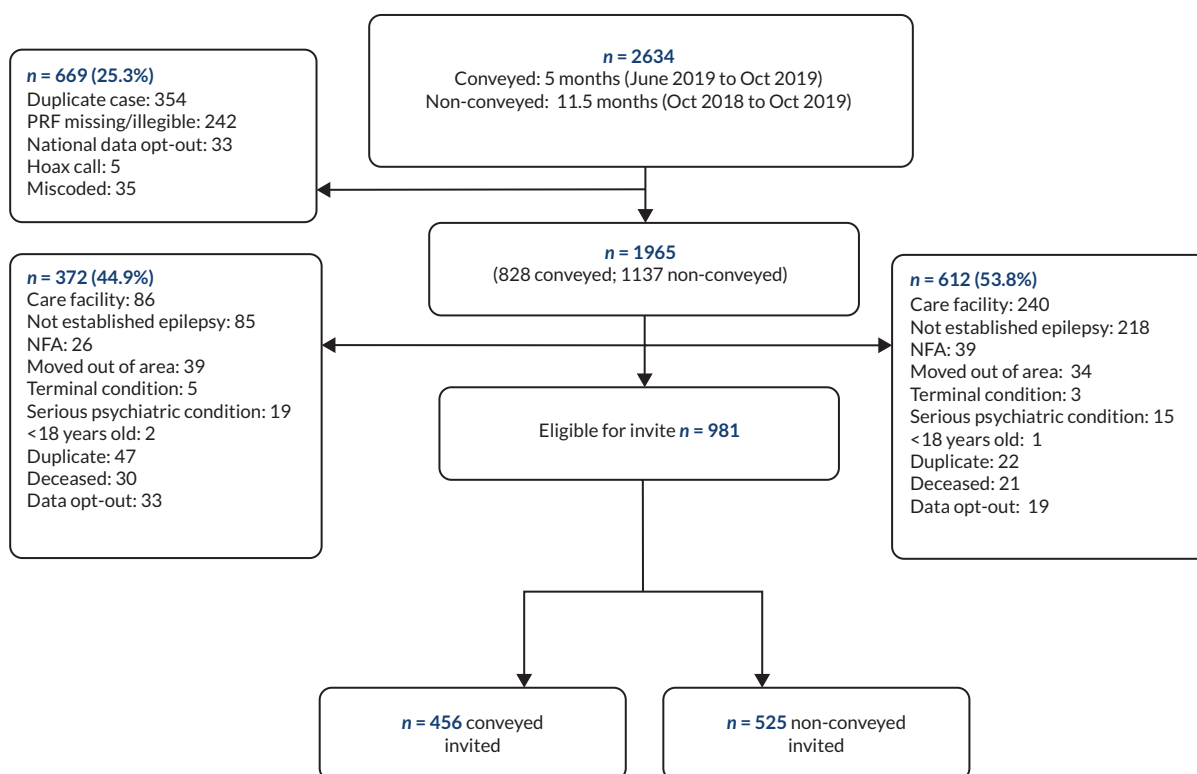 n = 2634
Conveyed: 5 months (June 2019 to Oct 2019)
Non-conveyed: 11.5 months (Oct 2018 to Oct 2019)
n = 669 (25.3%)
Duplicate case: 354
PRF missing/illegible: 242
National data opt-out: 33
Hoax call: 5
Miscoded: 35
n = 1965
(828 conveyed; 1137 non-conveyed)
n = 372 (44.9%)
Care facility: 86
Not established epilepsy: 85
NFA: 26
Moved out of area: 39
Terminal condition: 5
Serious psychiatric condition: 19
<18 years old: 2
Duplicate: 47
Deceased: 30
Data opt-out: 33
n = 612 (53.8%)
Care facility: 240
Not established epilepsy: 218
NFA: 39
Moved out of area: 34
Terminal condition: 3
Serious psychiatric condition: 15
<18 years old: 1
Duplicate: 22
Deceased: 21
Data opt-out: 19
Eligible for invite n = 981
n = 456 conveyed
invited
n = 525 non-conveyed
invited